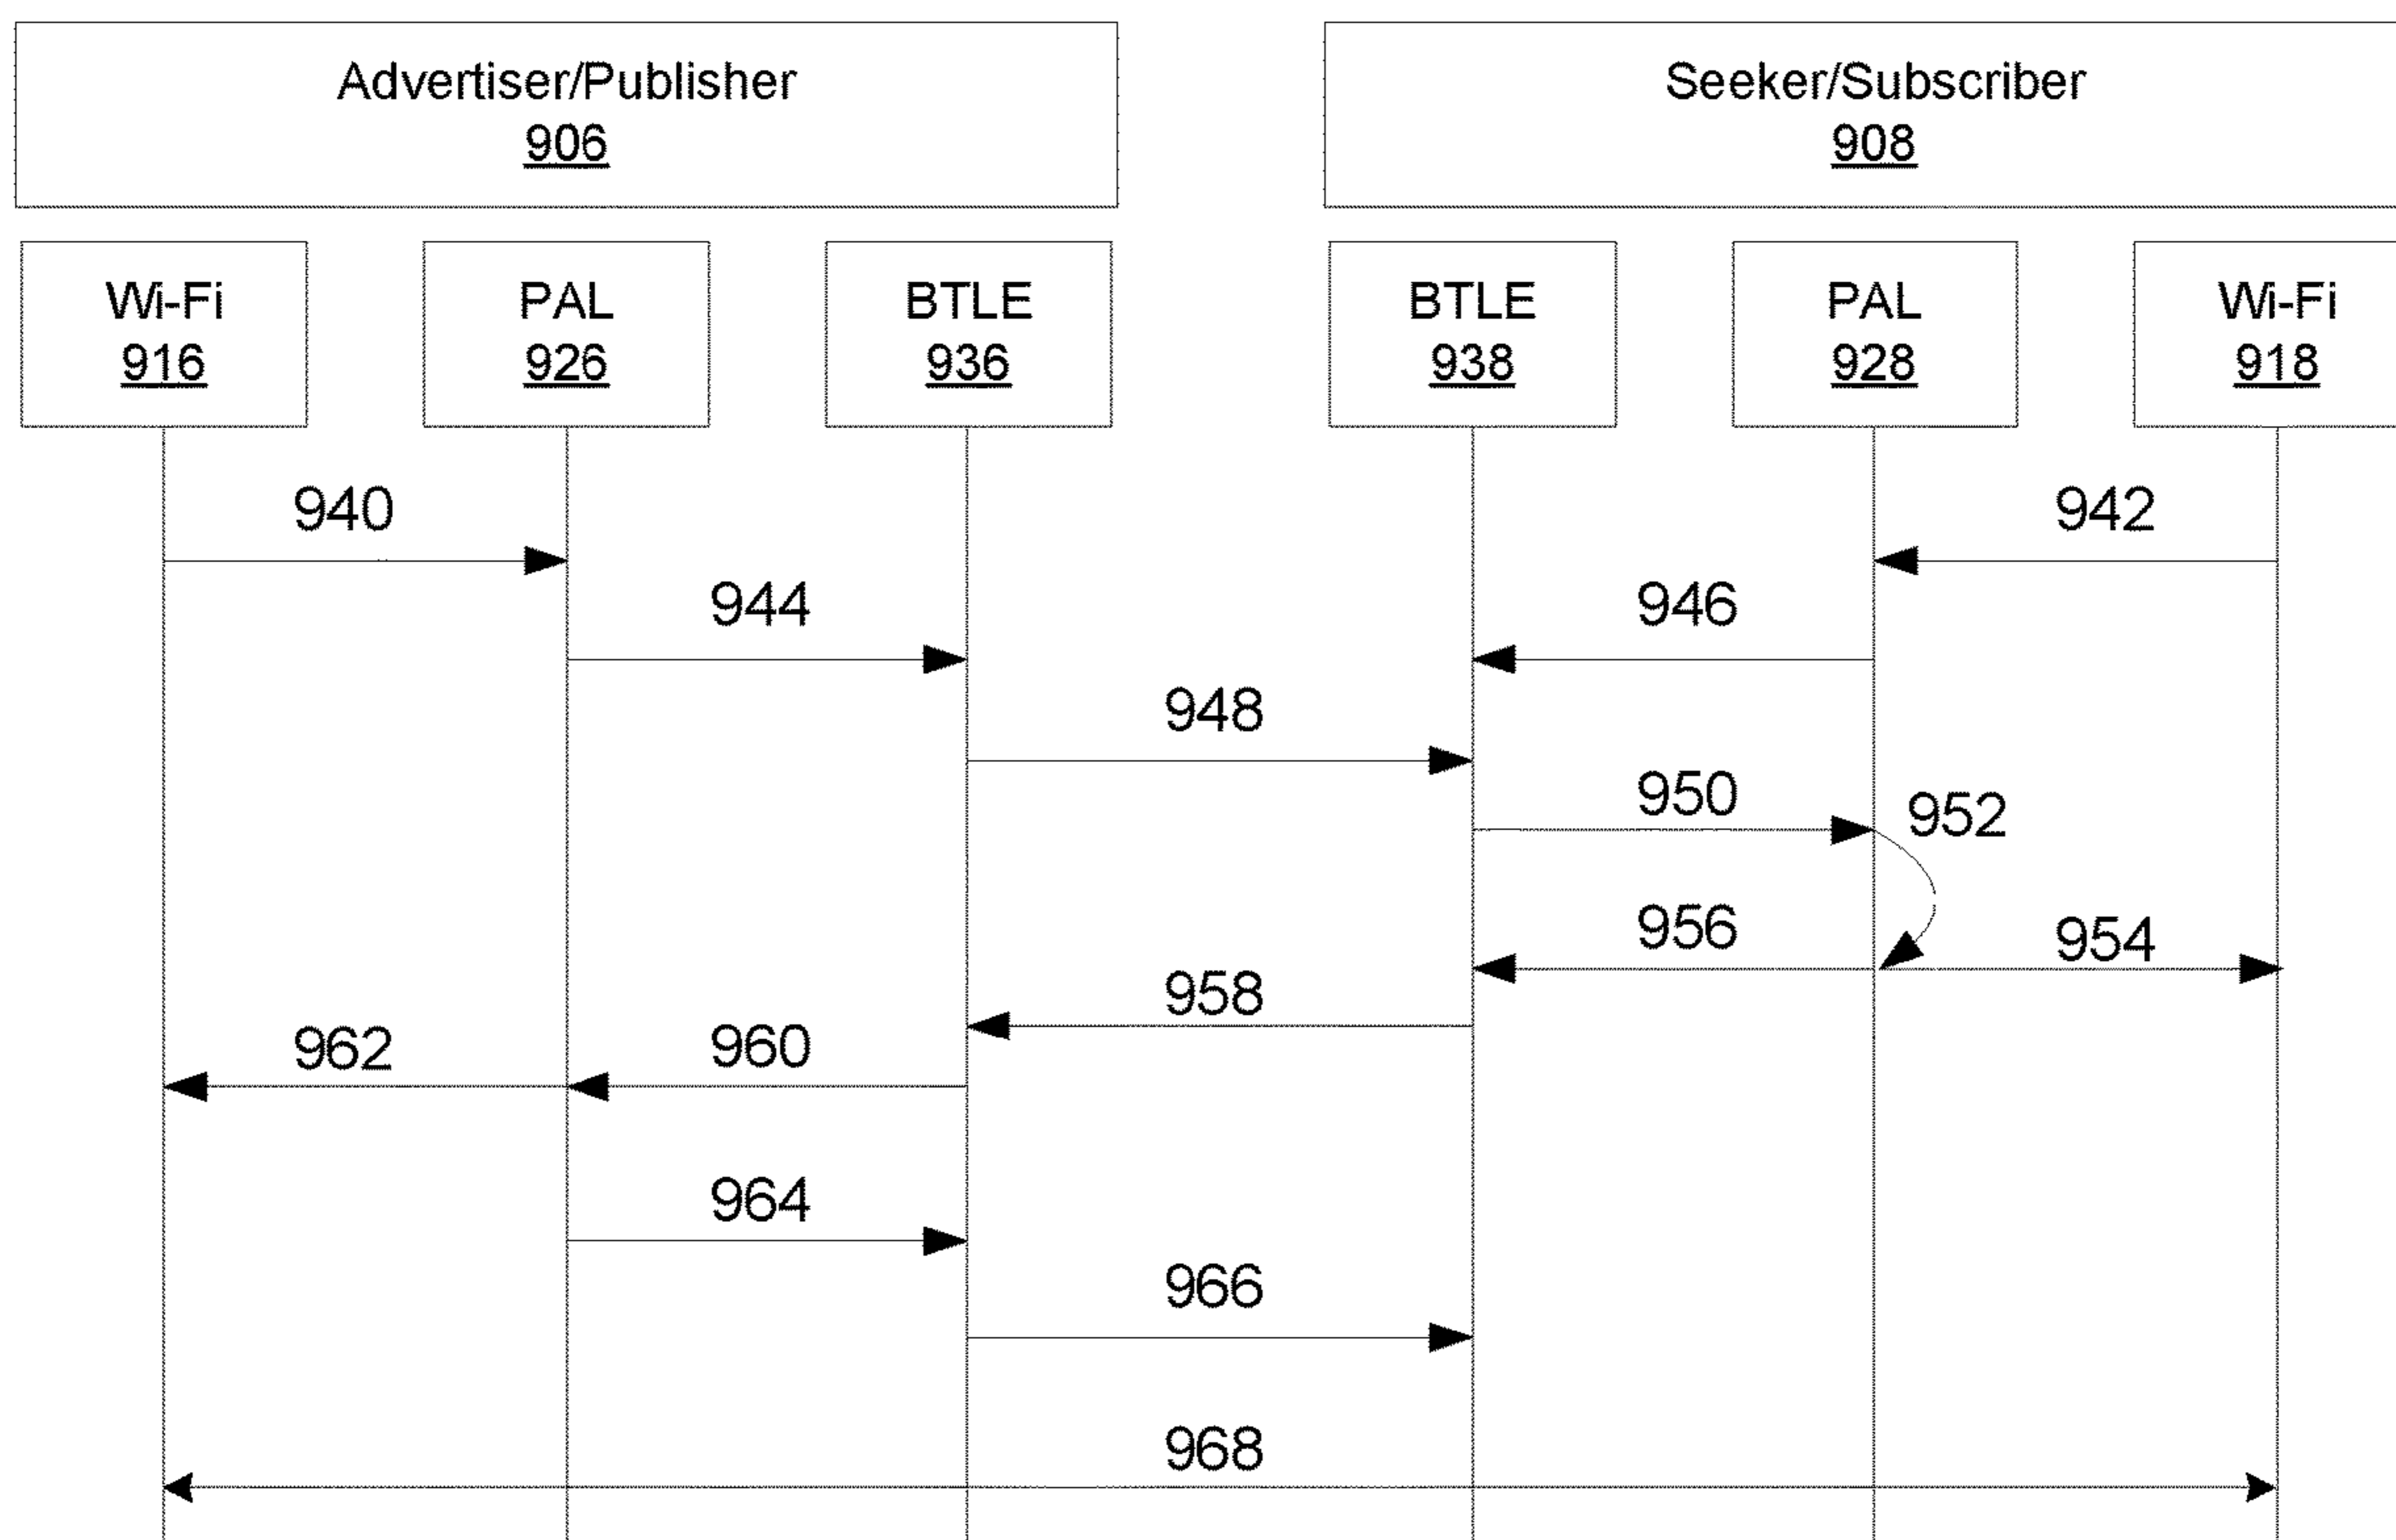 Advertiser/Publisher
906
Seeker/Subscriber
908
Wi-Fi
916
PAL
926
BTLE
936
BTLE
938
PAL
928
Wi-Fi
918
940
942
944
946
948
950
952
956
954
958
962
960
964
966
968